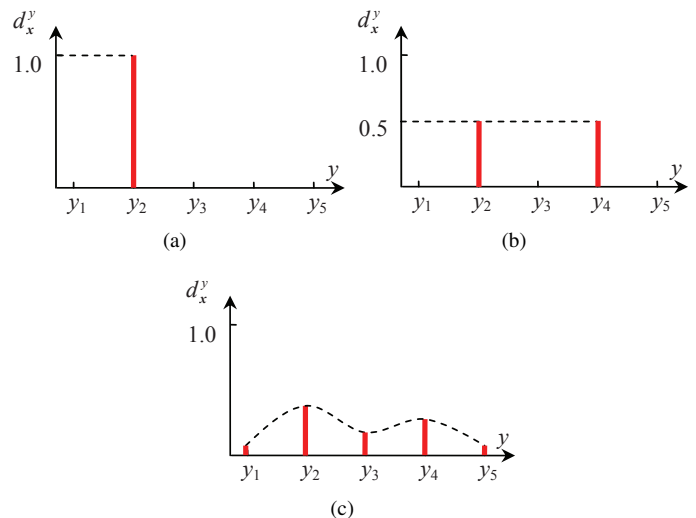 d_x^y
1.0
y
y₁ y₂ y₃ y₄ y₅
(a)
d_x^y
1.0
0.5
y
y₁ y₂ y₃ y₄ y₅
(b)
d_x^y
1.0
y
y₁ y₂ y₃ y₄ y₅
(c)